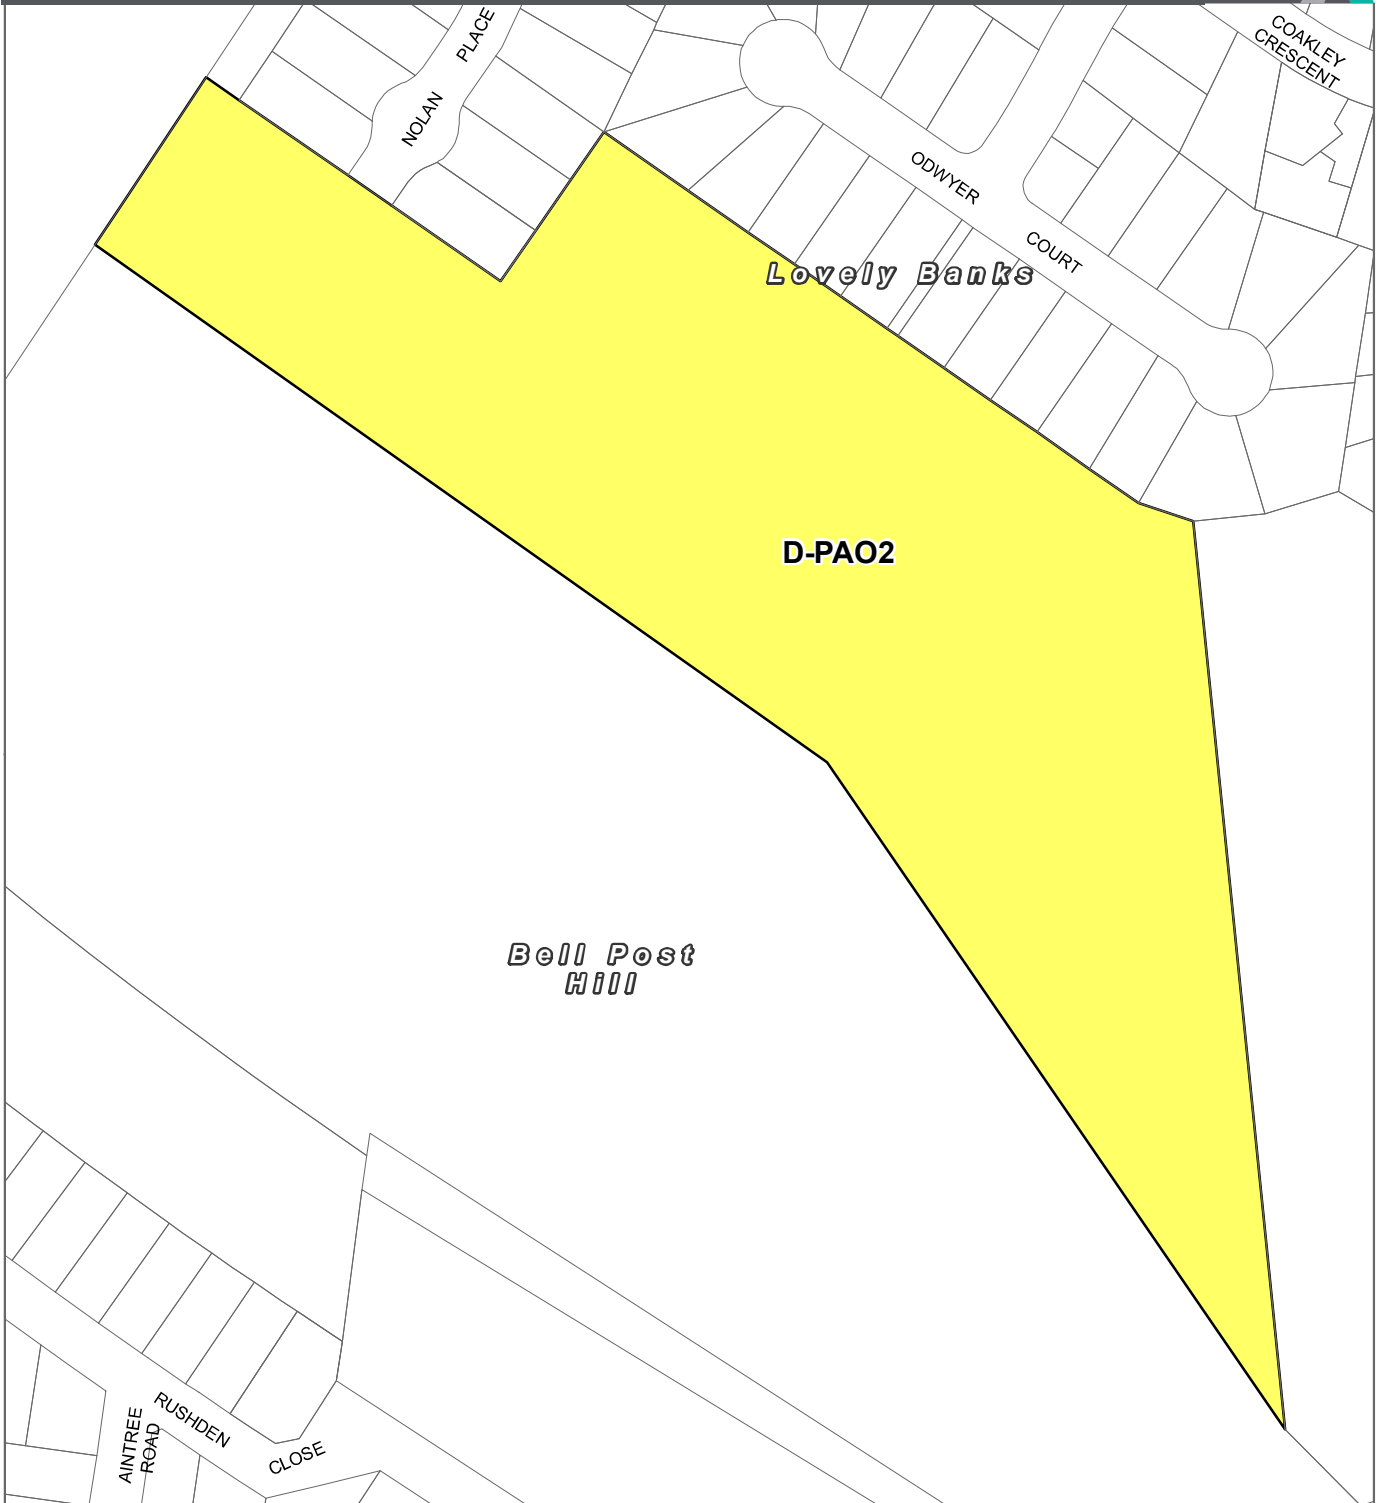 PLACE
NOLAN
COAKLEY
CRESCENT
ODWYER
COURT
Lovely Banks
D-PAO2
Bell Post
Hill
RUSHDEN
CLOSE
AINTREE
ROAD